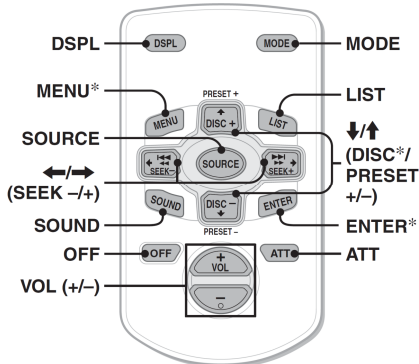 DSPL
DSPL
MODE
MODE
MENU*
MENU
PRESET +
DISC +
LIST
LIST
SOURCE
SOURCE
←/→
(SEEK –/+)
SEEK–
SEEK+
↓/↑
(DISC*/
PRESET
+/–)
SOUND
SOUND
DISC –
PRESET –
ENTER
ENTER*
OFF
OFF
ATT
ATT
VOL (+/–)
+
VOL
–